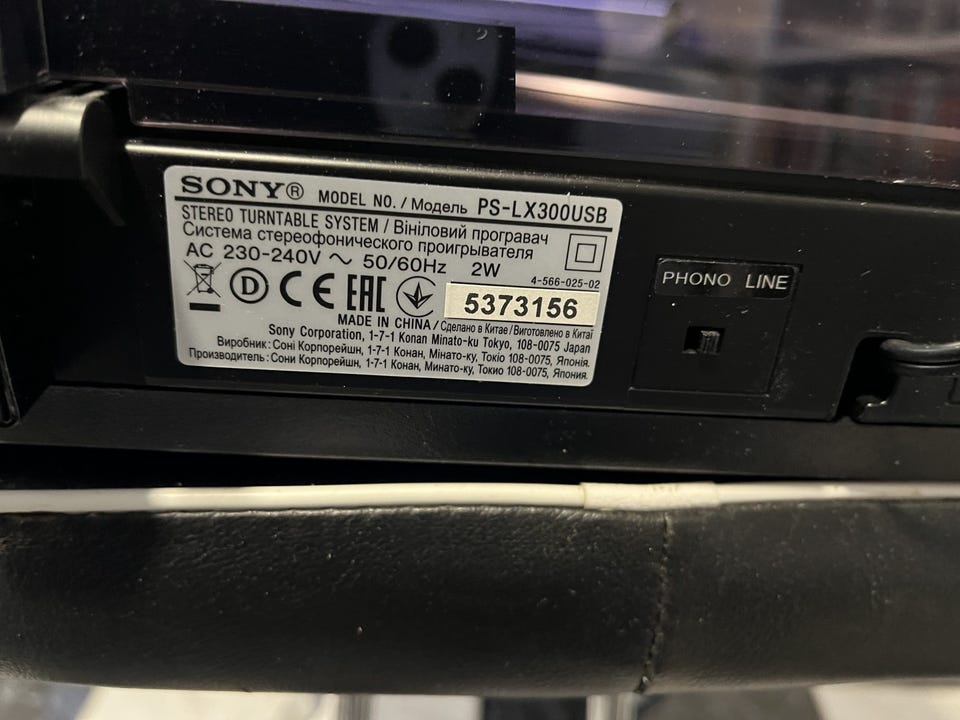 SONY® MODEL NO. / Модель PS-LX300USB
STEREO TURNTABLE SYSTEM / Вініловий програвач
Система стереофонического проигрывателя
AC 230-240V ~ 50/60Hz 2W
4-566-025-02
D CE EAC 5373156
MADE IN CHINA / Сделано в Китае / Виготовлено в Китаї
Sony Corporation, 1-7-1 Konan Minato-ku Tokyo, 108-0075 Japan
Виробник: Соні Корпорейшн, 1-7-1 Конан, Мінато-ку, Токіо 108-0075, Японія.
Производитель: Сони Корпорейшн, 1-7-1 Конан, Минато-ку, Токио 108-0075, Япония.
PHONO LINE